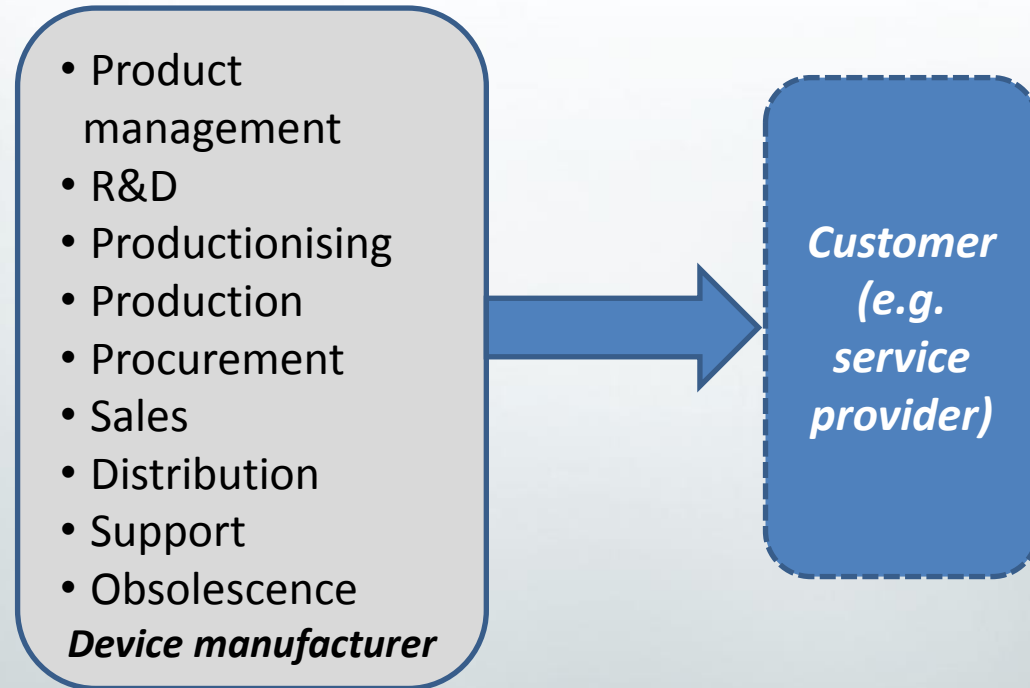 • Product
management
• R&D
• Productionising
• Production
• Procurement
• Sales
• Distribution
• Support
• Obsolescence
Device manufacturer
Customer
(e.g.
service
provider)